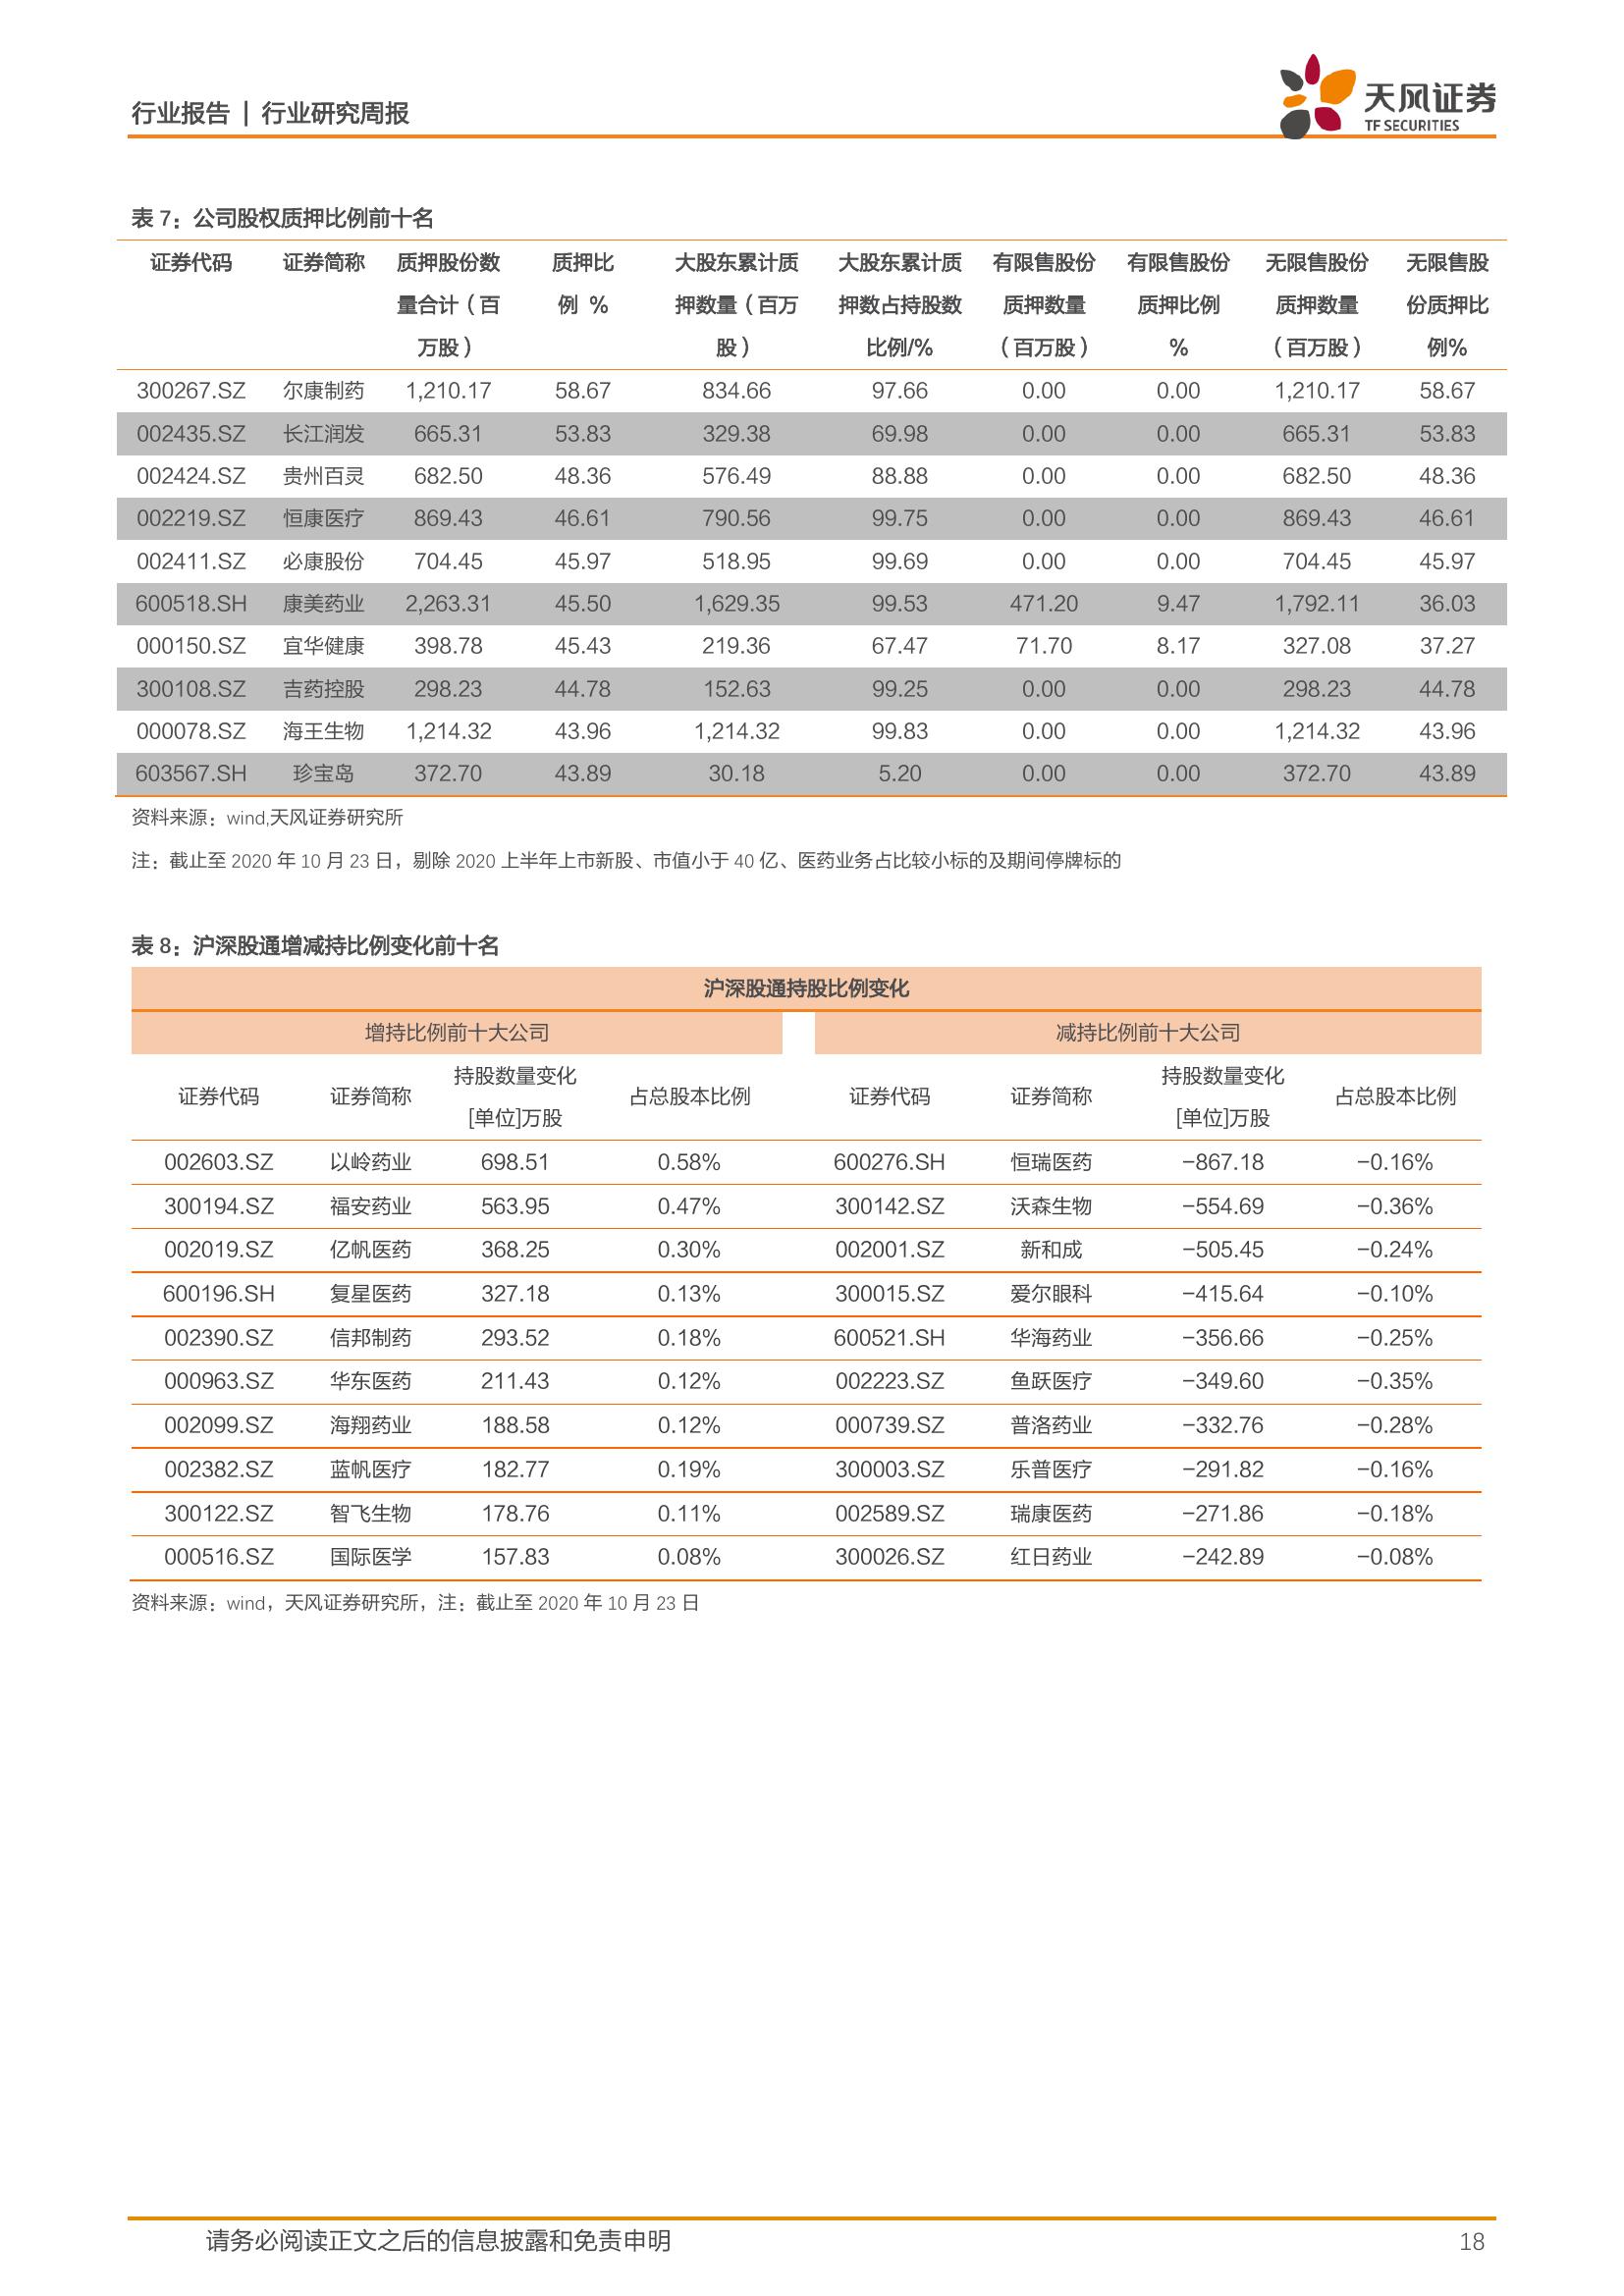 行业报告 | 行业研究周报
天风证券
TF SECURITIES
表 7：公司股权质押比例前十名
证券代码 证券简称 质押股份数 质押比 大股东累计质 大股东累计质 有限售股份 有限售股份 无限售股份 无限售股
量合计（百 例 % 押数量（百万 押数占持股数 质押数量 质押比例 质押数量 份质押比
万股） 股） 比例/% （百万股） % （百万股） 例%
300267.SZ 尔康制药 1,210.17 58.67 834.66 97.66 0.00 0.00 1,210.17 58.67
002435.SZ 长江润发 665.31 53.83 329.38 69.98 0.00 0.00 665.31 53.83
002424.SZ 贵州百灵 682.50 48.36 576.49 88.88 0.00 0.00 682.50 48.36
002219.SZ 恒康医疗 869.43 46.61 790.56 99.75 0.00 0.00 869.43 46.61
002411.SZ 必康股份 704.45 45.97 518.95 99.69 0.00 0.00 704.45 45.97
600518.SH 康美药业 2,263.31 45.50 1,629.35 99.53 471.20 9.47 1,792.11 36.03
000150.SZ 宜华健康 398.78 45.43 219.36 67.47 71.70 8.17 327.08 37.27
300108.SZ 吉药控股 298.23 44.78 152.63 99.25 0.00 0.00 298.23 44.78
000078.SZ 海王生物 1,214.32 43.96 1,214.32 99.83 0.00 0.00 1,214.32 43.96
603567.SH 珍宝岛 372.70 43.89 30.18 5.20 0.00 0.00 372.70 43.89
资料来源：wind,天风证券研究所
注：截止至 2020 年 10 月 23 日，剔除 2020 上半年上市新股、市值小于 40 亿、医药业务占比较小标的及期间停牌标的
表 8：沪深股通增减持比例变化前十名
沪深股通持股比例变化
增持比例前十大公司 减持比例前十大公司
证券代码 证券简称 持股数量变化 占总股本比例 证券代码 证券简称 持股数量变化 占总股本比例
[单位]万股 [单位]万股
002603.SZ 以岭药业 698.51 0.58% 600276.SH 恒瑞医药 -867.18 -0.16%
300194.SZ 福安药业 563.95 0.47% 300142.SZ 沃森生物 -554.69 -0.36%
002019.SZ 亿帆医药 368.25 0.30% 002001.SZ 新和成 -505.45 -0.24%
600196.SH 复星医药 327.18 0.13% 300015.SZ 爱尔眼科 -415.64 -0.10%
002390.SZ 信邦制药 293.52 0.18% 600521.SH 华海药业 -356.66 -0.25%
000963.SZ 华东医药 211.43 0.12% 002223.SZ 鱼跃医疗 -349.60 -0.35%
002099.SZ 海翔药业 188.58 0.12% 000739.SZ 普洛药业 -332.76 -0.28%
002382.SZ 蓝帆医疗 182.77 0.19% 300003.SZ 乐普医疗 -291.82 -0.16%
300122.SZ 智飞生物 178.76 0.11% 002589.SZ 瑞康医药 -271.86 -0.18%
000516.SZ 国际医学 157.83 0.08% 300026.SZ 红日药业 -242.89 -0.08%
资料来源：wind，天风证券研究所，注：截止至 2020 年 10 月 23 日
请务必阅读正文之后的信息披露和免责申明 18